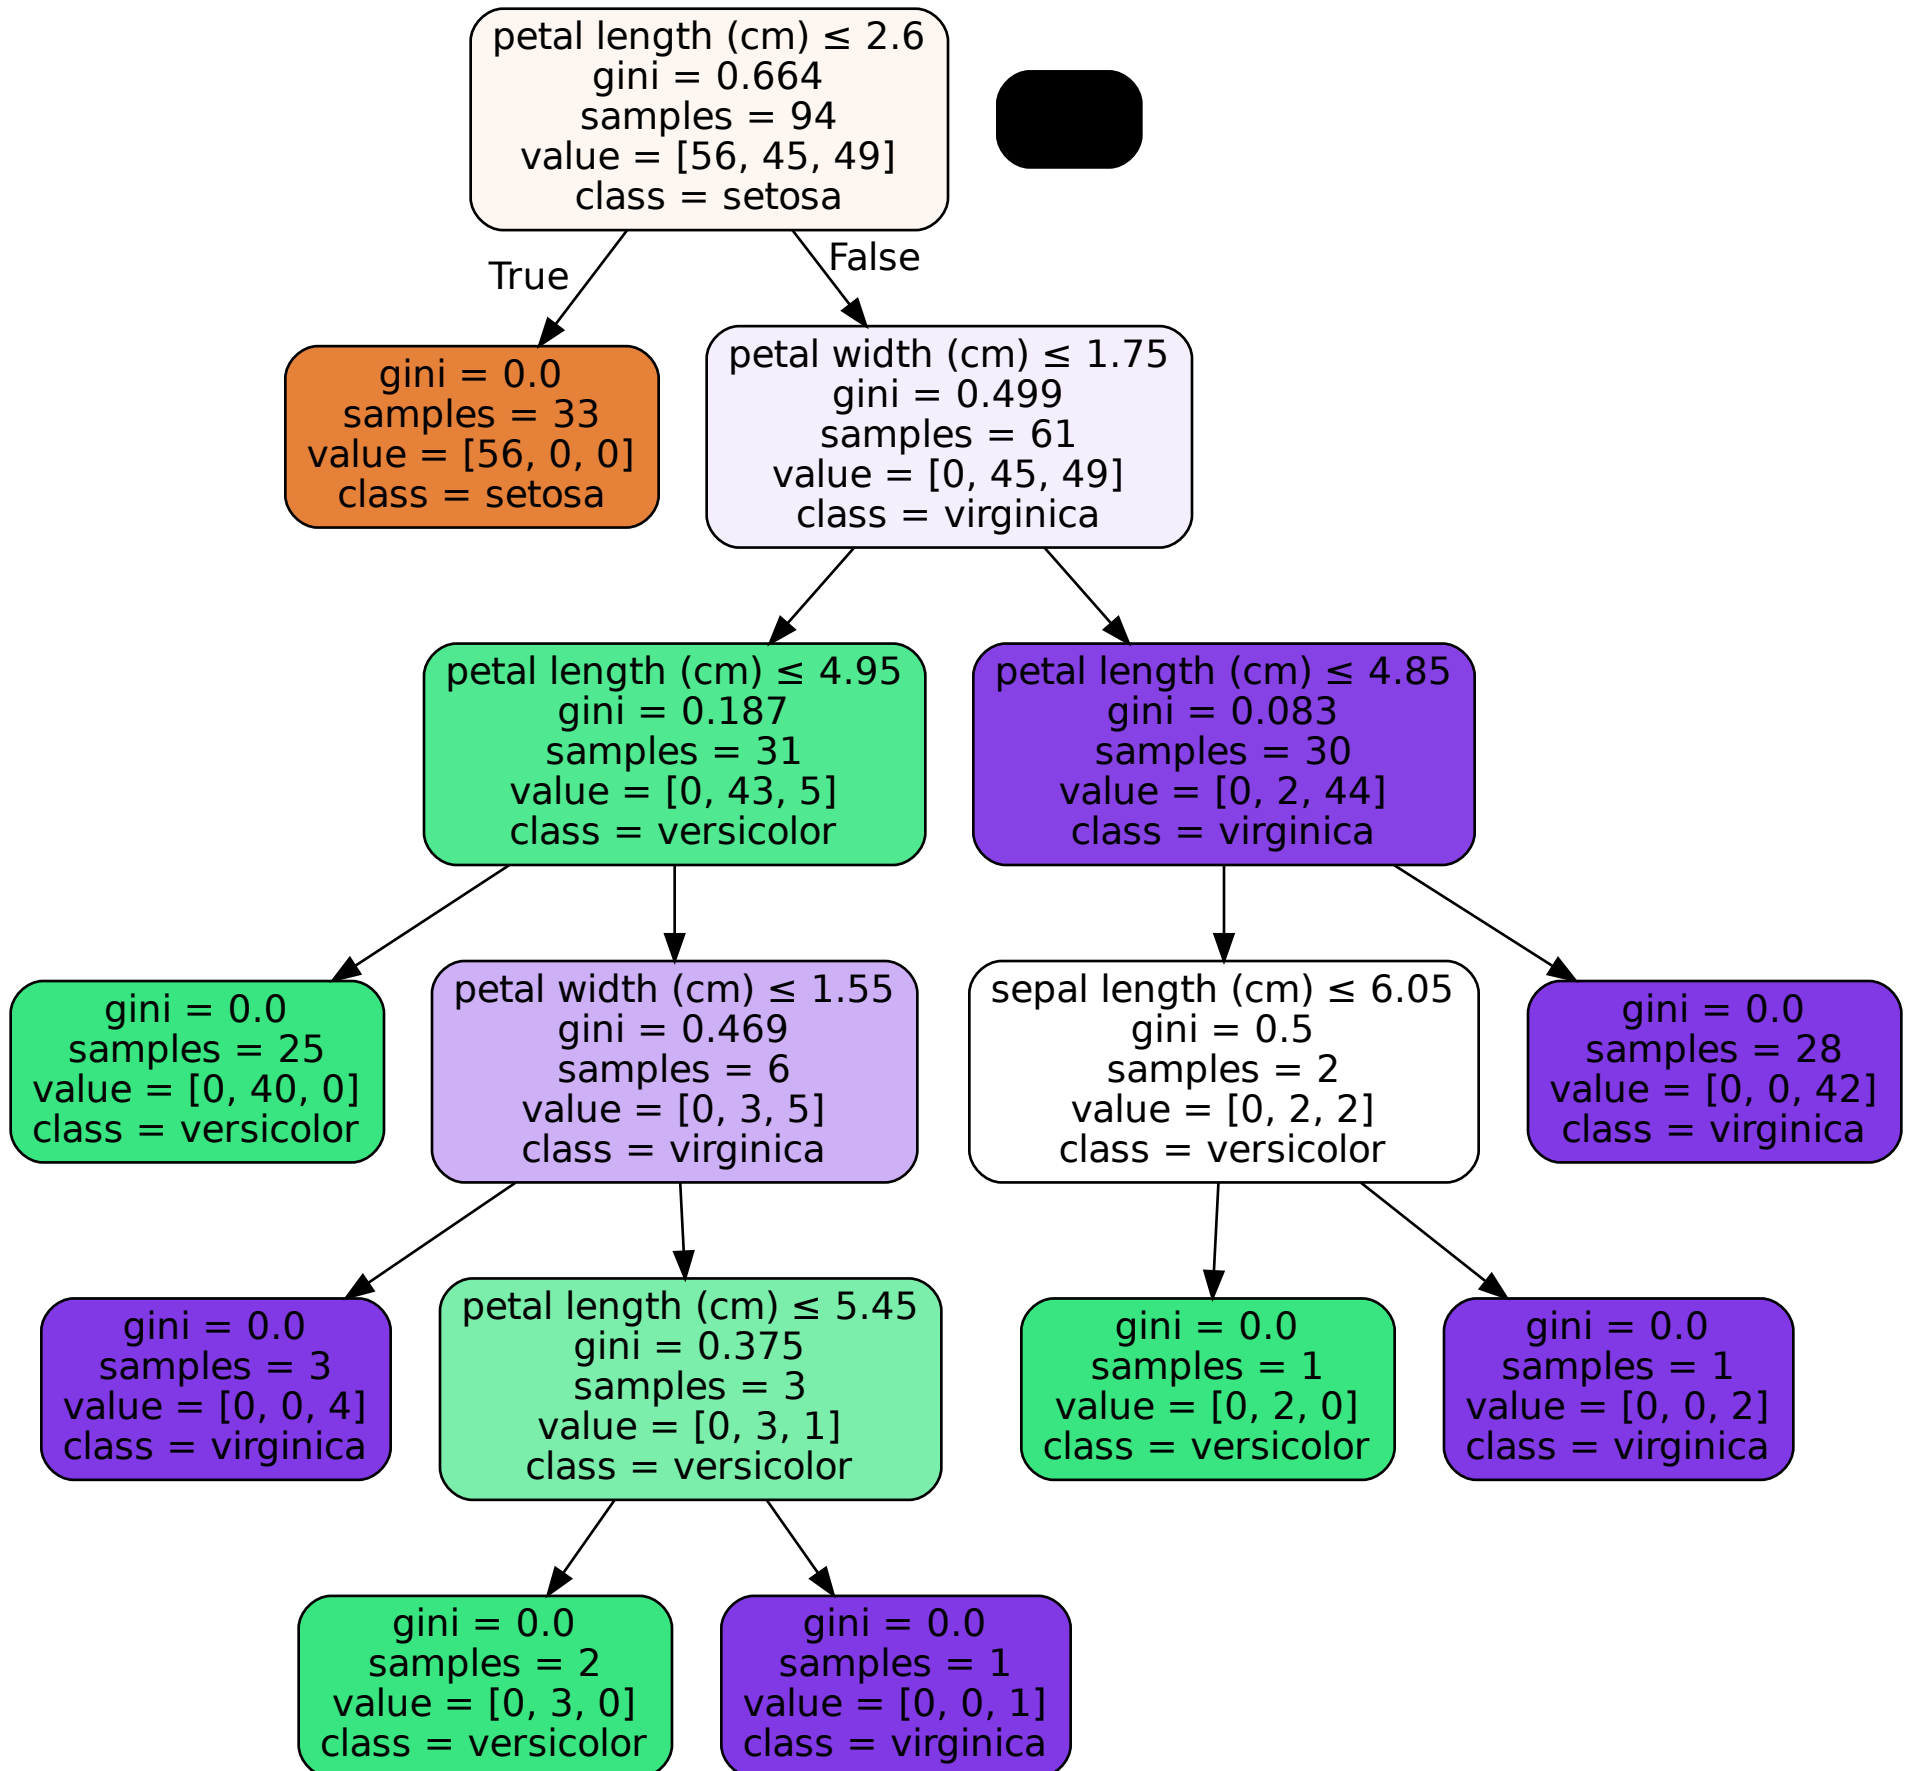 petal length (cm) ≤ 2.6
gini = 0.664
samples = 94
value = [56, 45, 49]
class = setosa
True
False
gini = 0.0
samples = 33
value = [56, 0, 0]
class = setosa
petal width (cm) ≤ 1.75
gini = 0.499
samples = 61
value = [0, 45, 49]
class = virginica
petal length (cm) ≤ 4.95
gini = 0.187
samples = 31
value = [0, 43, 5]
class = versicolor
petal length (cm) ≤ 4.85
gini = 0.083
samples = 30
value = [0, 2, 44]
class = virginica
gini = 0.0
samples = 25
value = [0, 40, 0]
class = versicolor
petal width (cm) ≤ 1.55
gini = 0.469
samples = 6
value = [0, 3, 5]
class = virginica
sepal length (cm) ≤ 6.05
gini = 0.5
samples = 2
value = [0, 2, 2]
class = versicolor
gini = 0.0
samples = 28
value = [0, 0, 42]
class = virginica
gini = 0.0
samples = 3
value = [0, 0, 4]
class = virginica
petal length (cm) ≤ 5.45
gini = 0.375
samples = 3
value = [0, 3, 1]
class = versicolor
gini = 0.0
samples = 1
value = [0, 2, 0]
class = versicolor
gini = 0.0
samples = 1
value = [0, 0, 2]
class = virginica
gini = 0.0
samples = 2
value = [0, 3, 0]
class = versicolor
gini = 0.0
samples = 1
value = [0, 0, 1]
class = virginica